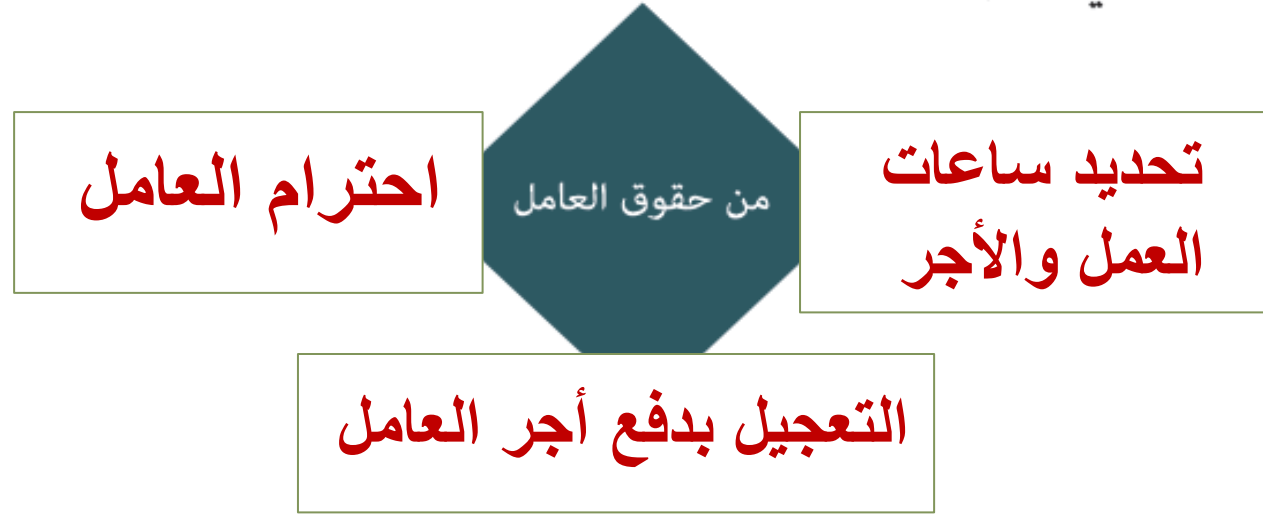 من حقوق العامل
تحديد ساعات
العمل والأجر
احترام العامل
التعجيل بدفع أجر العامل